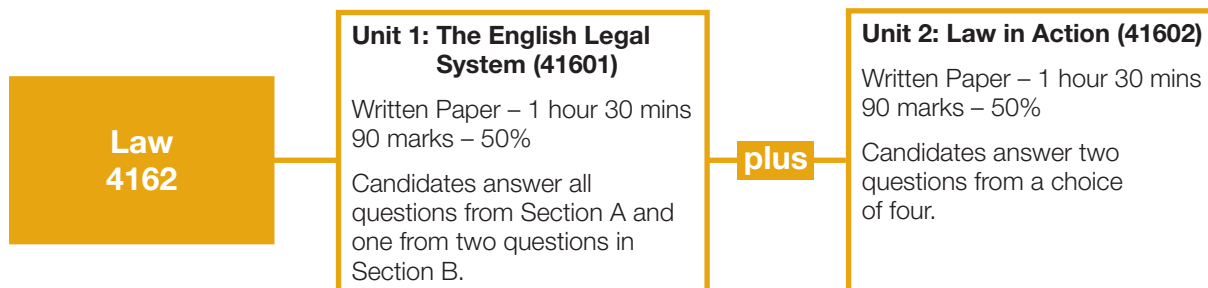 Law
4162
Unit 1: The English Legal
System (41601)
Written Paper – 1 hour 30 mins
90 marks – 50%
Candidates answer all
questions from Section A and
one from two questions in
Section B.
plus
Unit 2: Law in Action (41602)
Written Paper – 1 hour 30 mins
90 marks – 50%
Candidates answer two
questions from a choice
of four.